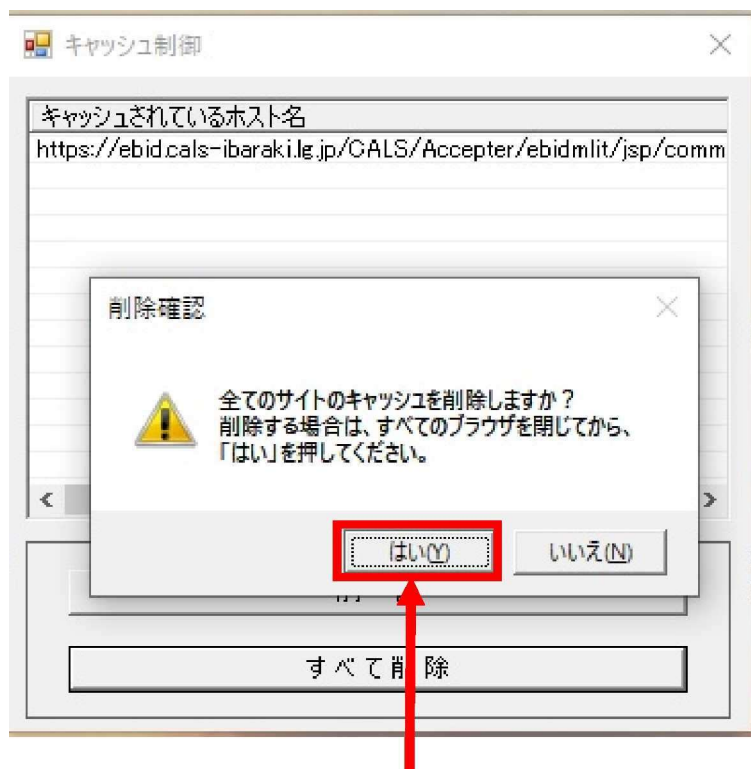 キャッシュ制御
キャッシュされているホスト名
https://ebid.cals-ibaraki.lg.jp/CALS/Accepter/ebidmlit/jsp/comm
削除確認
全てのサイトのキャッシュを削除しますか？
削除する場合は、すべてのブラウザを閉じてから、
「はい」を押してください。
はい(Y)
いいえ(N)
すべて削除